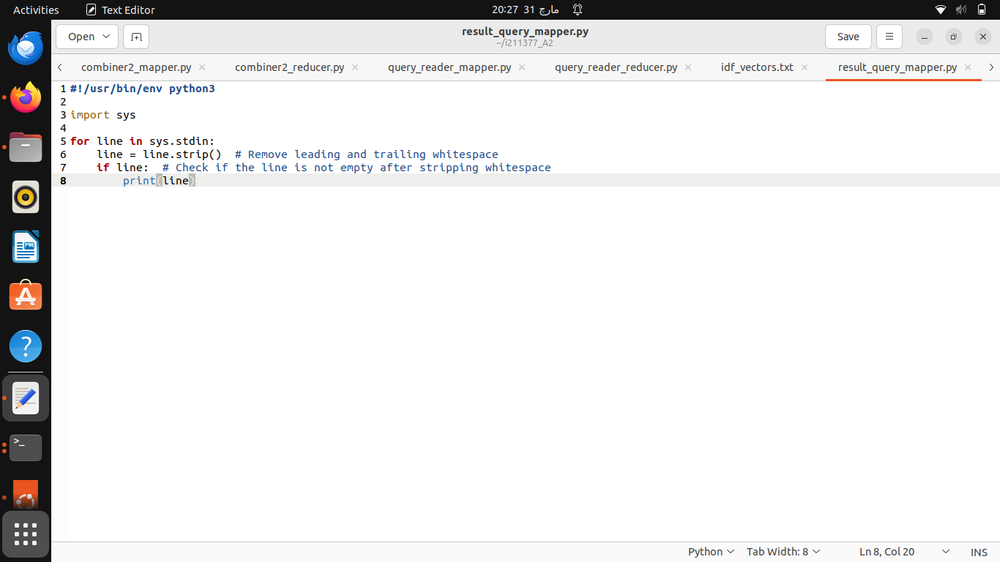 Activities Text Editor 20:27 31 مارچ
Open result_query_mapper.py Save
~/i211377_A2
combiner2_mapper.py combiner2_reducer.py query_reader_mapper.py query_reader_reducer.py idf_vectors.txt result_query_mapper.py
1 #!/usr/bin/env python3
2
3 import sys
4
5 for line in sys.stdin:
6     line = line.strip()  # Remove leading and trailing whitespace
7     if line:  # Check if the line is not empty after stripping whitespace
8         print(line)
>_
?
Python Tab Width: 8 Ln 8, Col 20 INS